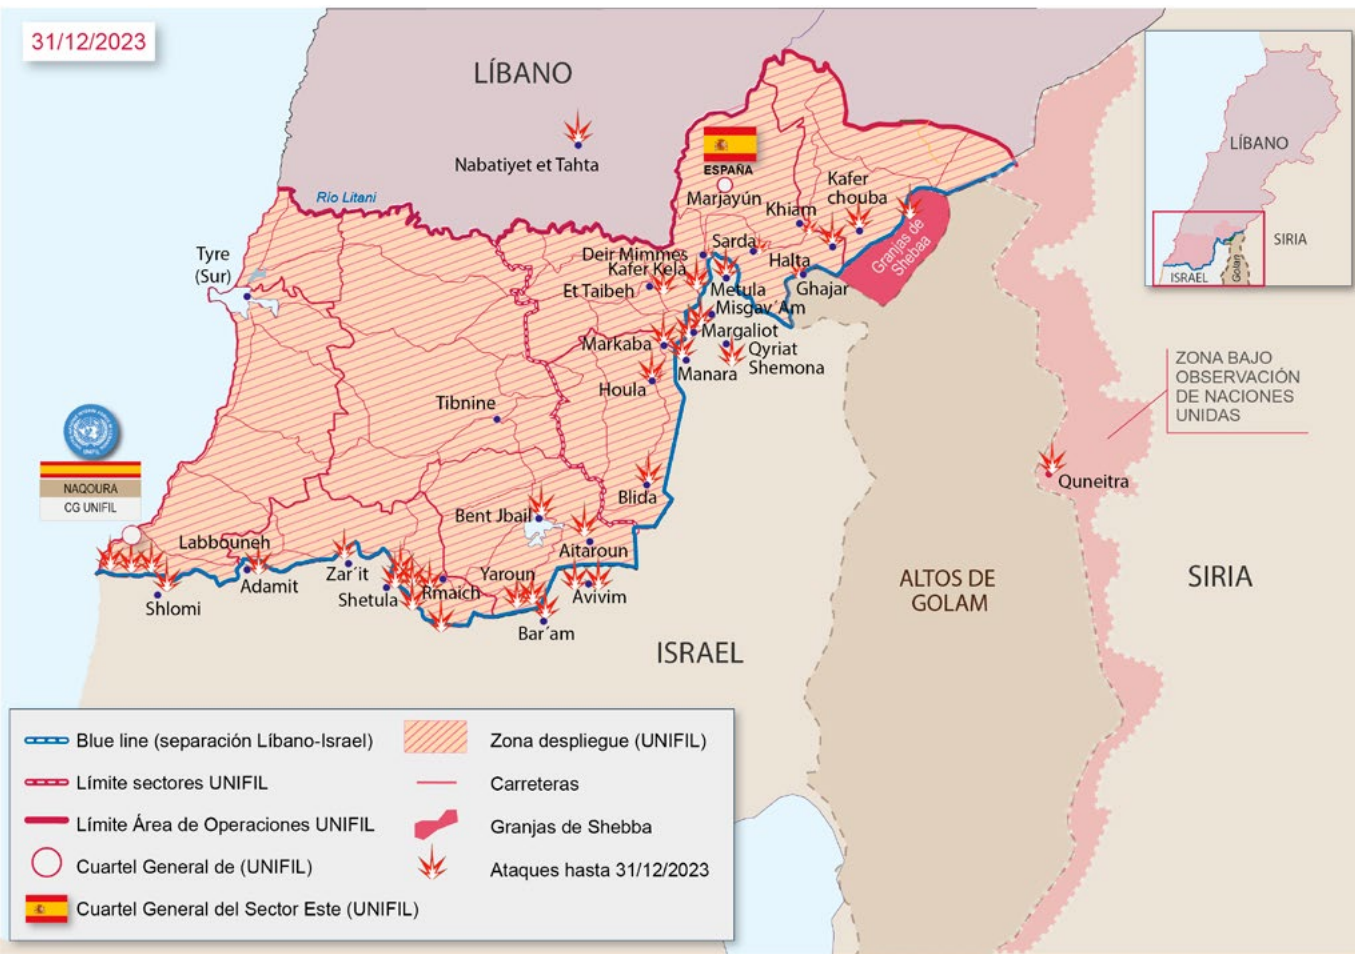 31/12/2023
LÍBANO
Nabatiyet et Tahta
ESPAÑA
Marjayún
Kafer
chouba
Khiam
Río Litani
Granjas de
Shebaa
Tyre
(Sur)
Deir Mimmes
Sarda
Kafer Kela
Halta
Et Taibeh
Metula
Ghajar
Misgav´Am
Margaliot
Markaba
Qyriat
Shemona
Manara
Houla
Tibnine
UNIFIL
NAQOURA
CG UNIFIL
Blida
Bent Jbail
Labbouneh
Aitaroun
Zar´it
Yaroun
Adamit
Shetula
Rmaich
Avivim
Shlomi
Bar´am
ISRAEL
ALTOS DE
GOLAM
SIRIA
Quneitra
ZONA BAJO
OBSERVACIÓN
DE NACIONES
UNIDAS
LÍBANO
SIRIA
ISRAEL
Golan
Blue line (separación Líbano-Israel)
Límite sectores UNIFIL
Límite Área de Operaciones UNIFIL
Cuartel General de (UNIFIL)
Cuartel General del Sector Este (UNIFIL)
Zona despliegue (UNIFIL)
Carreteras
Granjas de Shebba
Ataques hasta 31/12/2023